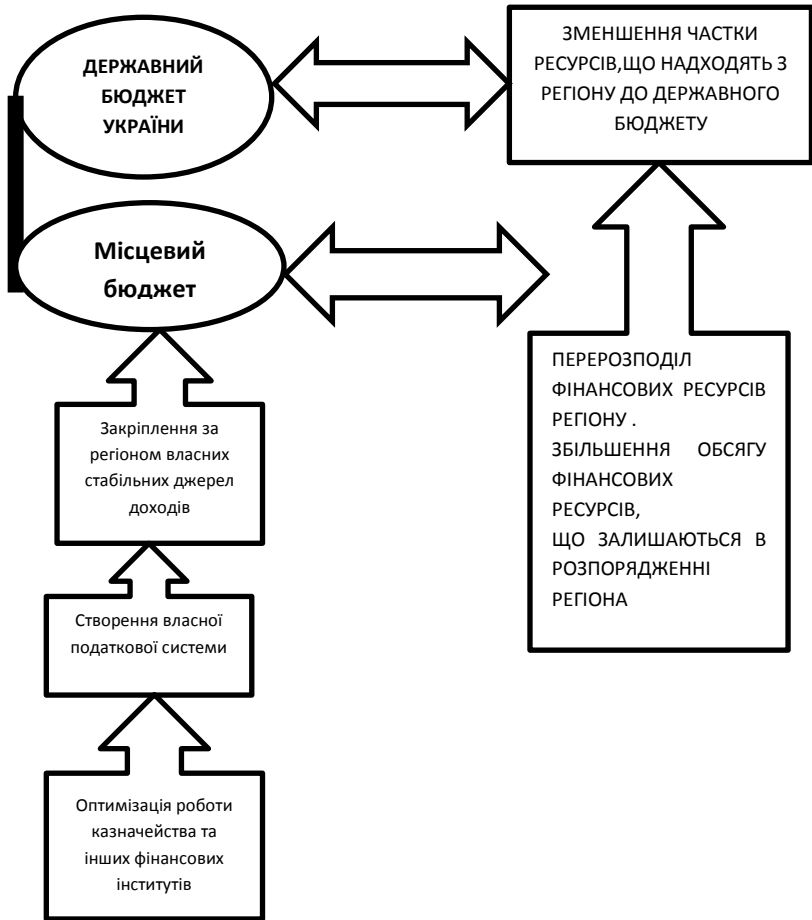 ДЕРЖАВНИЙ
БЮДЖЕТ
УКРАЇНИ
ЗМЕНШЕННЯ ЧАСТКИ
РЕСУРСІВ,ЩО НАДХОДЯТЬ З
РЕГІОНУ ДО ДЕРЖАВНОГО
БЮДЖЕТУ
Місцевий
бюджет
ПЕРЕРОЗПОДІЛ
ФІНАНСОВИХ РЕСУРСІВ
РЕГІОНУ .
ЗБІЛЬШЕННЯ ОБСЯГУ
ФІНАНСОВИХ
РЕСУРСІВ,
ЩО ЗАЛИШАЮТЬСЯ В
РОЗПОРЯДЖЕННІ
РЕГІОНА
Закріплення за
регіоном власних
стабільних джерел
доходів
Створення власної
податкової системи
Оптимізація роботи
казначейства та
інших фінансових
інститутів